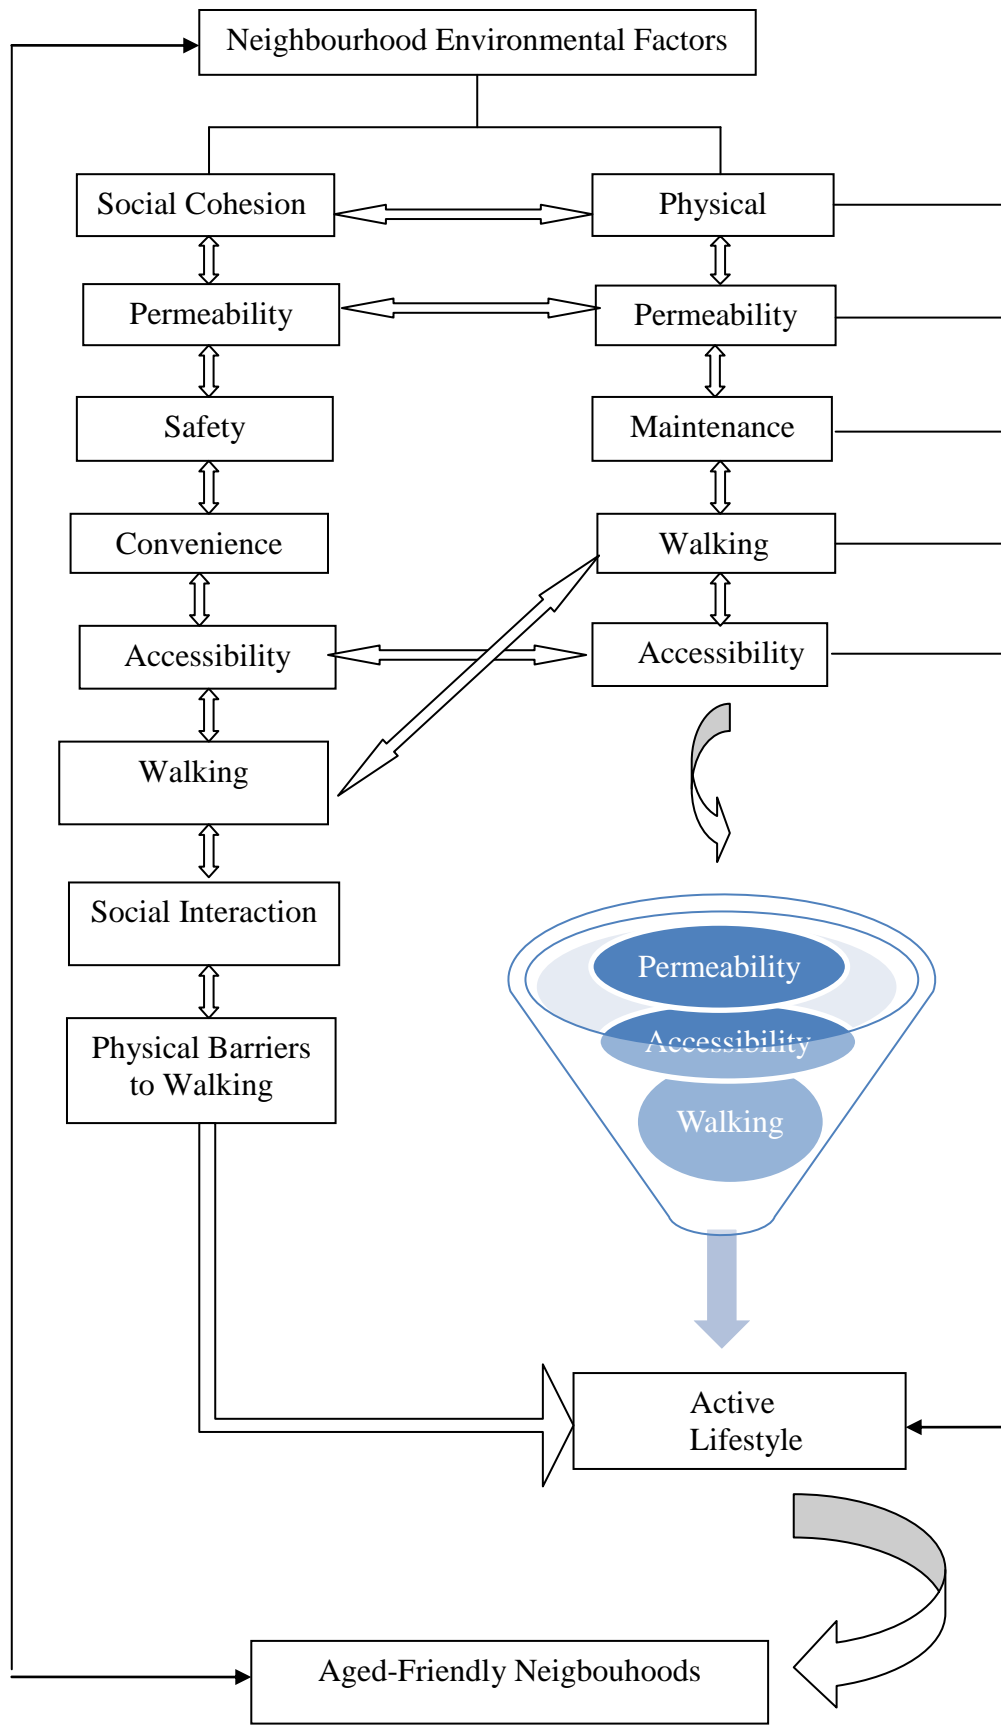 Neighbourhood Environmental Factors
Social Cohesion
Physical
Permeability
Permeability
Safety
Maintenance
Convenience
Walking
Accessibility
Accessibility
Walking
Social Interaction
Permeability
Physical Barriers
to Walking
Accessibility
Walking
Active
Lifestyle
Aged-Friendly Neigbouhoods